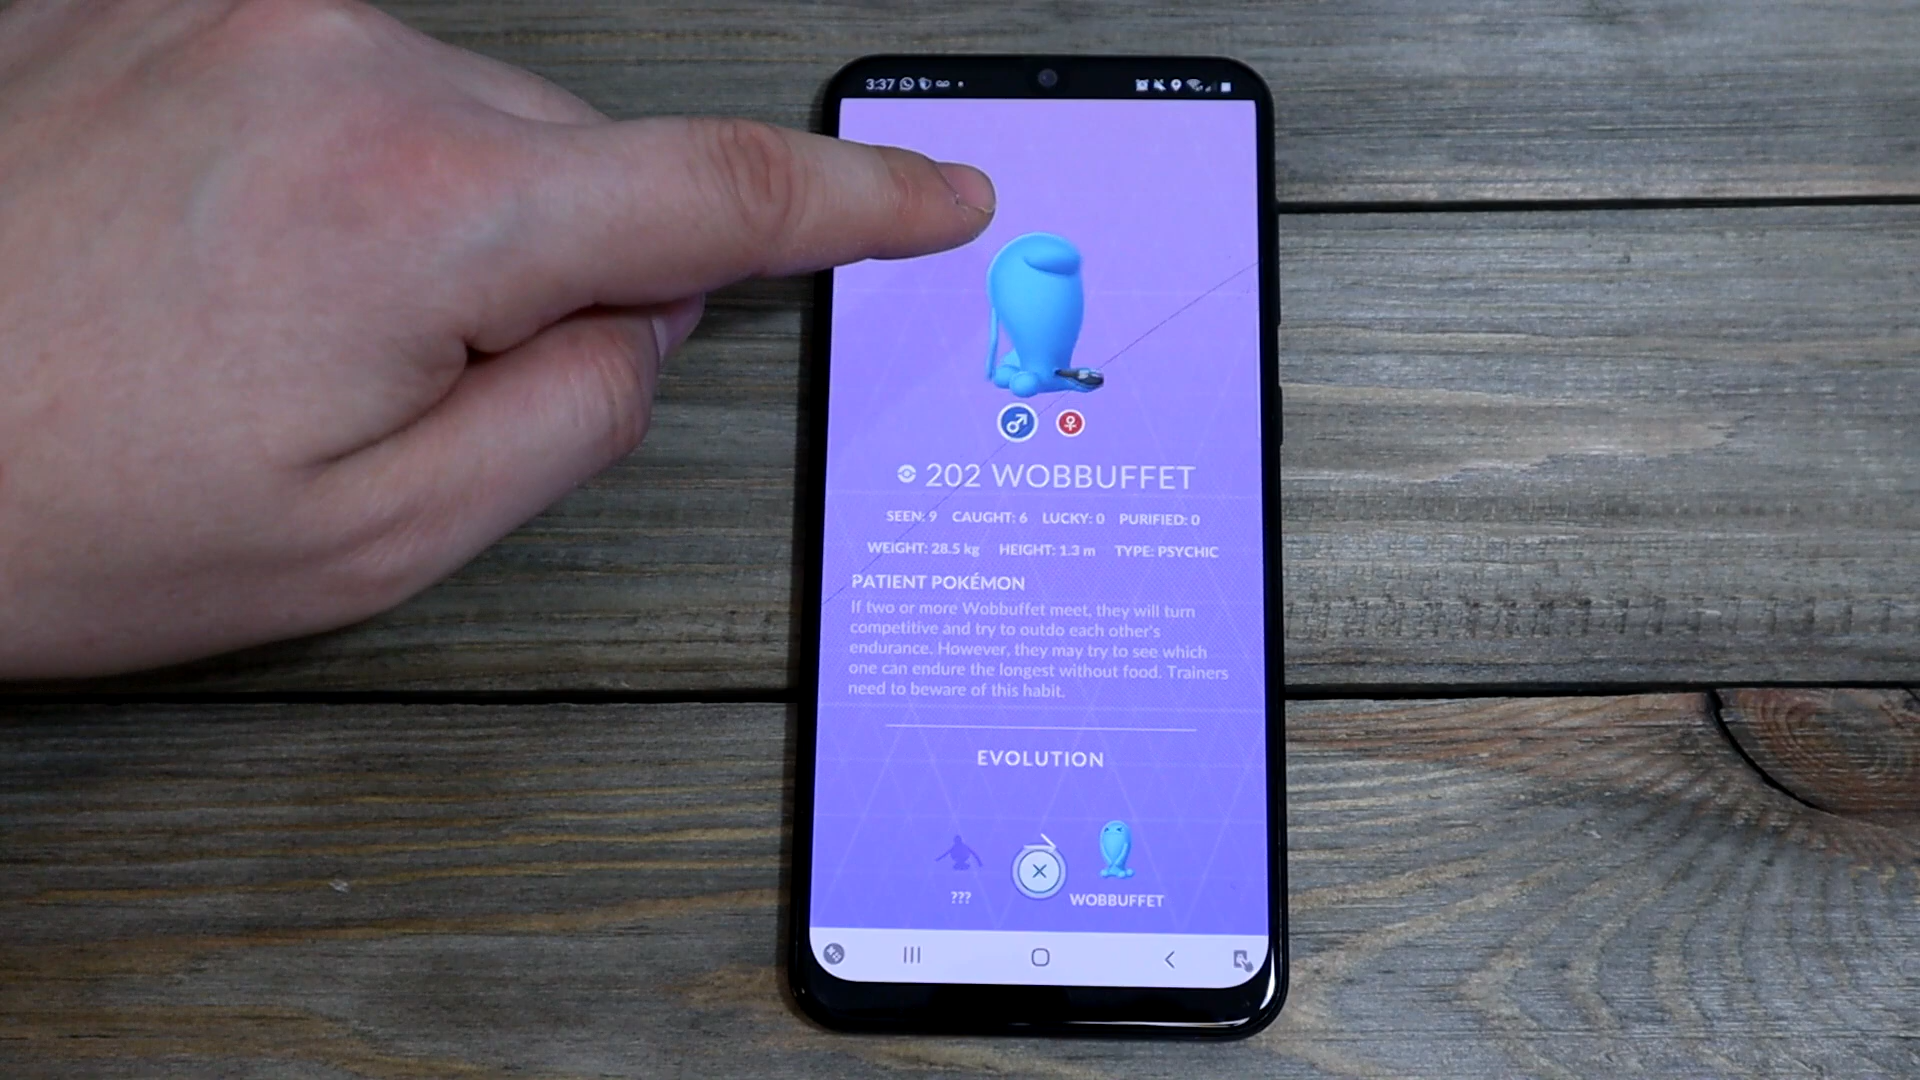 3:37
202 WOBBUFFET
SEEN: 9 CAUGHT: 6 LUCKY: 0 PURIFIED: 0
WEIGHT: 28.5 kg HEIGHT: 1.3 m TYPE: PSYCHIC
PATIENT POKÉMON
If two or more Wobbuffet meet, they will turn
competitive and try to outdo each other's
endurance. However, they may try to see which
one can endure the longest without food. Trainers
need to beware of this habit.
EVOLUTION
???
WOBBUFFET